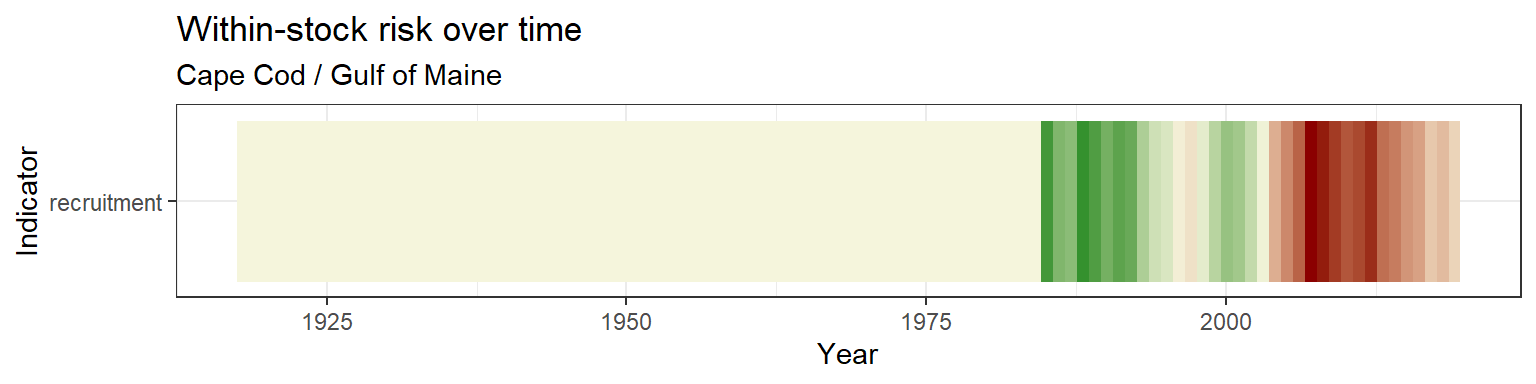 Within-stock risk over time
Cape Cod / Gulf of Maine
Indicator
recruitment
1925 1950 1975 2000
Year